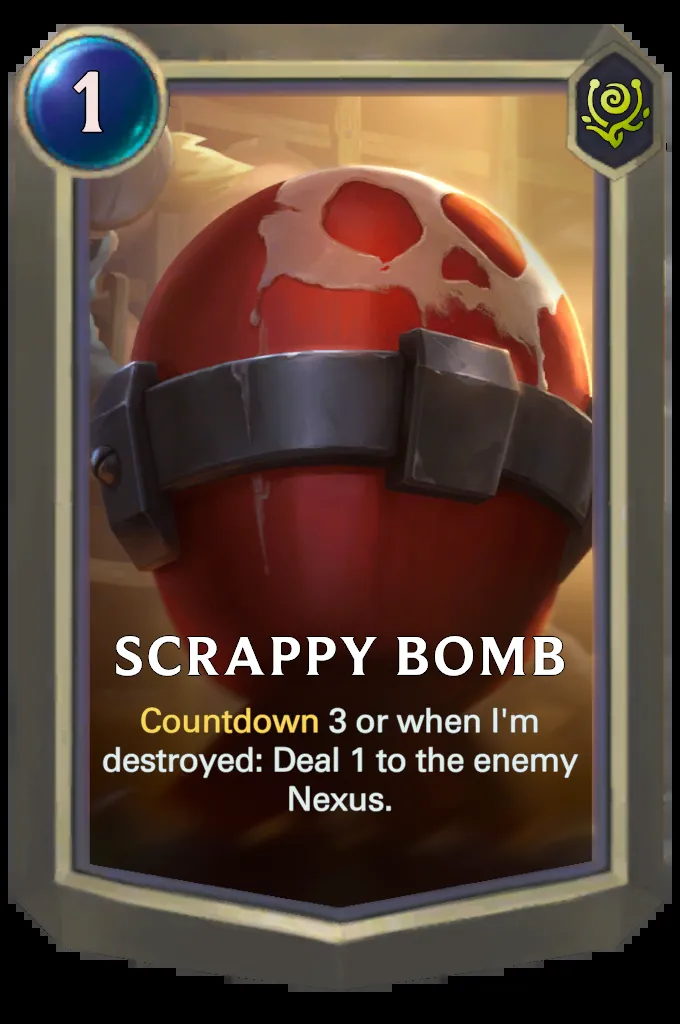 1
SCRAPPY BOMB
Countdown 3 or when I'm
destroyed: Deal 1 to the enemy
Nexus.